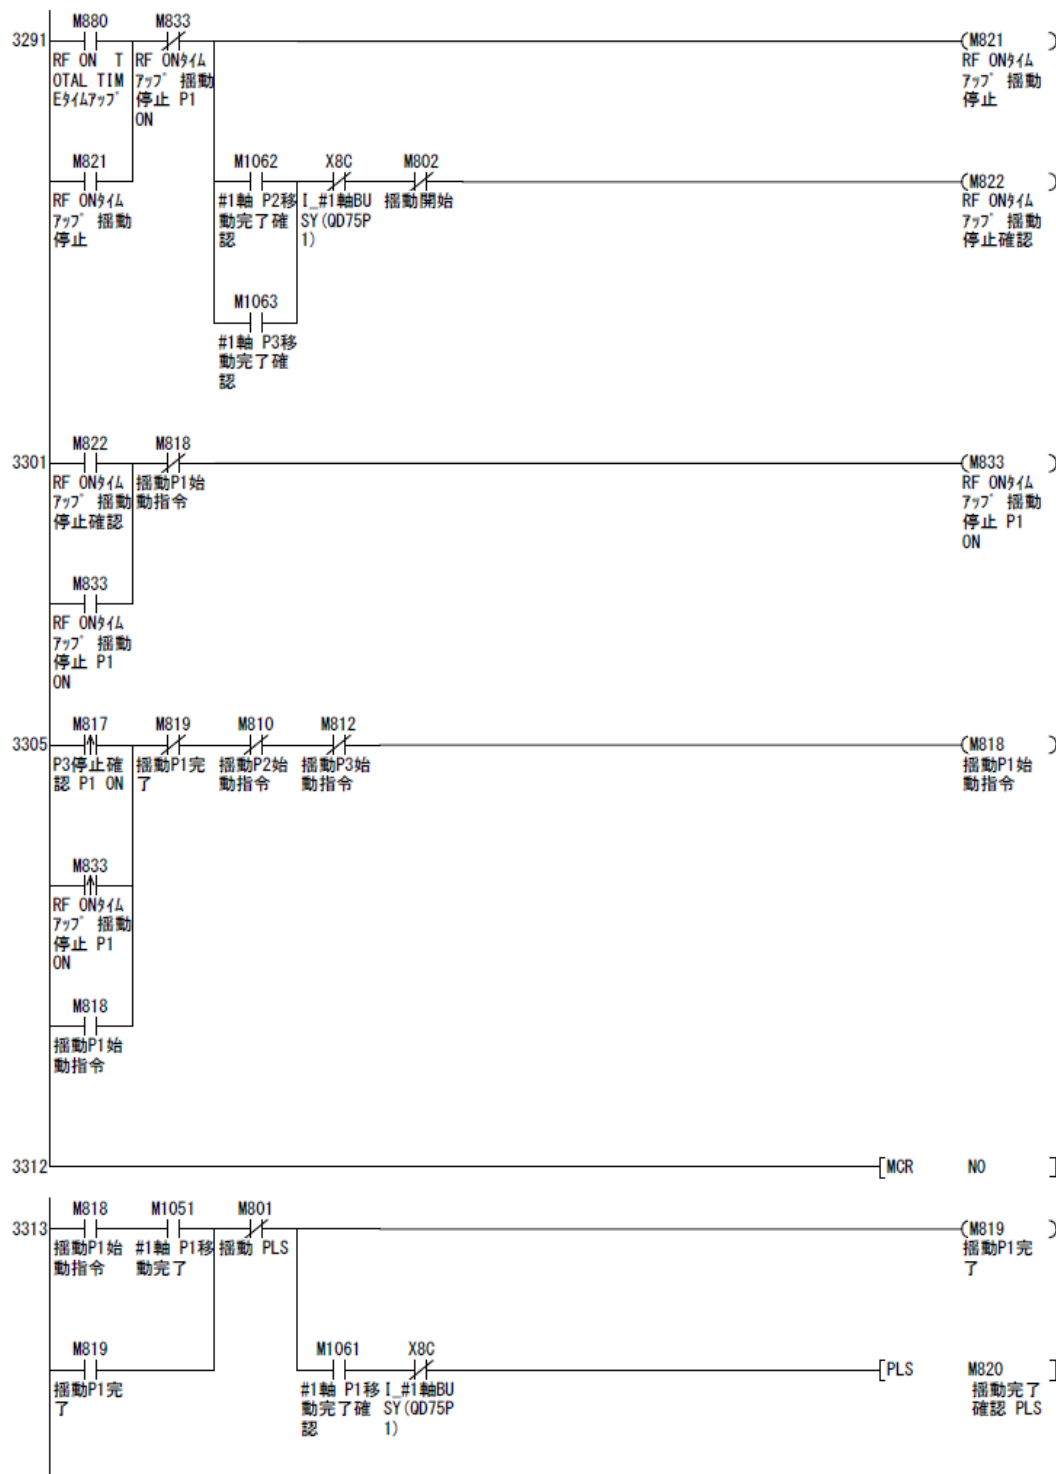 M880 M833
3291 (M821 )
RF ON T RF ONﾀｲﾑ RF ONﾀｲﾑ
OTAL TIM ｱｯﾌﾟ 揺動 ｱｯﾌﾟ 揺動
Eﾀｲﾑｱｯﾌﾟ 停止 P1 停止
ON
M821 M1062 X8C M802
(M822 )
RF ONﾀｲﾑ #1軸 P2移 I_#1軸BU 揺動開始 RF ONﾀｲﾑ
ｱｯﾌﾟ 揺動 動完了確 SY(QD75P ｱｯﾌﾟ 揺動
停止 認 1) 停止確認
M1063
#1軸 P3移
動完了確
認
M822 M818
3301 (M833 )
RF ONﾀｲﾑ 揺動P1始 RF ONﾀｲﾑ
ｱｯﾌﾟ 揺動 動指令 ｱｯﾌﾟ 揺動
停止確認 停止 P1
ON
M833
RF ONﾀｲﾑ
ｱｯﾌﾟ 揺動
停止 P1
ON
M817 M819 M810 M812
3305 (M818 )
P3停止確 揺動P1完 揺動P2始 揺動P3始 揺動P1始
認 P1 ON 了 動指令 動指令 動指令
M833
RF ONﾀｲﾑ
ｱｯﾌﾟ 揺動
停止 P1
ON
M818
揺動P1始
動指令
3312 [MCR N0 ]
M818 M1051 M801
3313 (M819 )
揺動P1始 #1軸 P1移 揺動 PLS 揺動P1完
動指令 動完了 了
M819 M1061 X8C
[PLS M820 ]
揺動P1完 #1軸 P1移 I_#1軸BU 揺動完了
了 動完了確 SY(QD75P 確認 PLS
認 1)